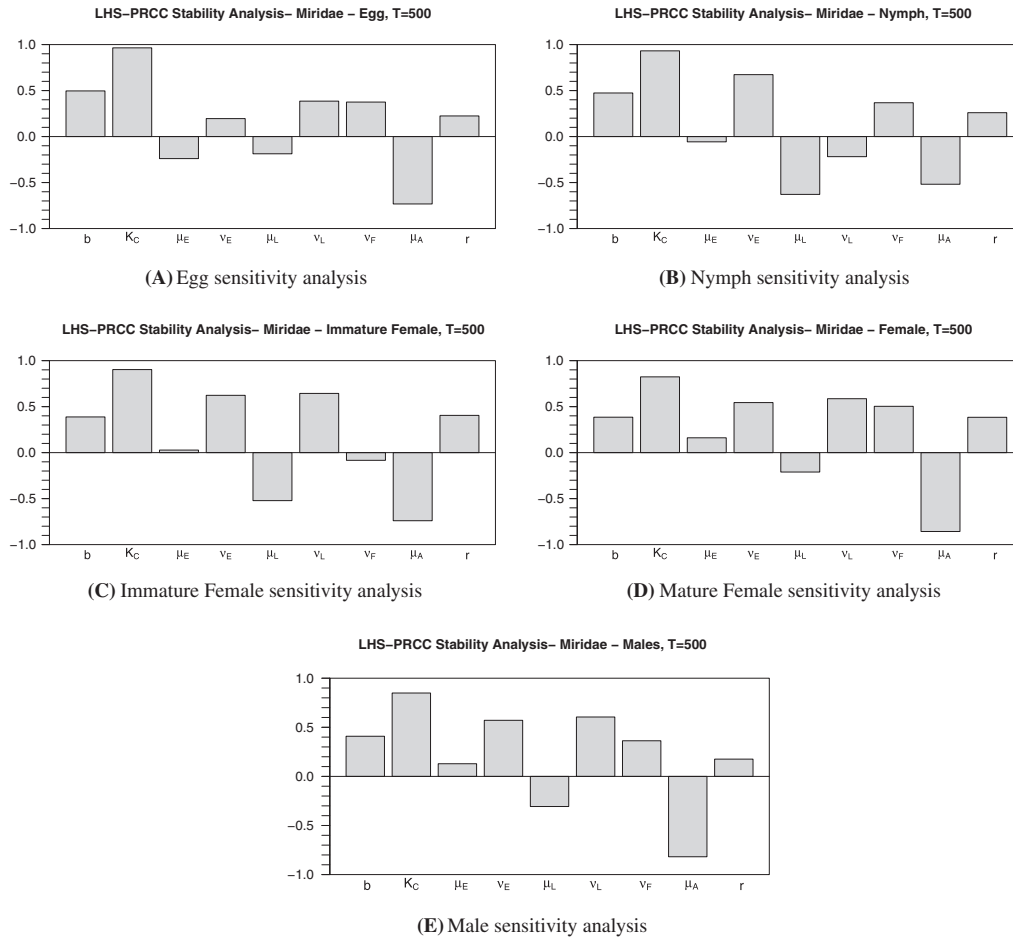 LHS−PRCC Stability Analysis− Miridae − Egg, T=500
1.0
0.5
0.0
−0.5
−1.0
b K_C μ_E ν_E μ_L ν_L ν_F μ_A r
(A) Egg sensitivity analysis
LHS−PRCC Stability Analysis− Miridae − Nymph, T=500
1.0
0.5
0.0
−0.5
−1.0
b K_C μ_E ν_E μ_L ν_L ν_F μ_A r
(B) Nymph sensitivity analysis
LHS−PRCC Stability Analysis− Miridae − Immature Female, T=500
1.0
0.5
0.0
−0.5
−1.0
b K_C μ_E ν_E μ_L ν_L ν_F μ_A r
(C) Immature Female sensitivity analysis
LHS−PRCC Stability Analysis− Miridae − Female, T=500
1.0
0.5
0.0
−0.5
−1.0
b K_C μ_E ν_E μ_L ν_L ν_F μ_A r
(D) Mature Female sensitivity analysis
LHS−PRCC Stability Analysis− Miridae − Males, T=500
1.0
0.5
0.0
−0.5
−1.0
b K_C μ_E ν_E μ_L ν_L ν_F μ_A r
(E) Male sensitivity analysis